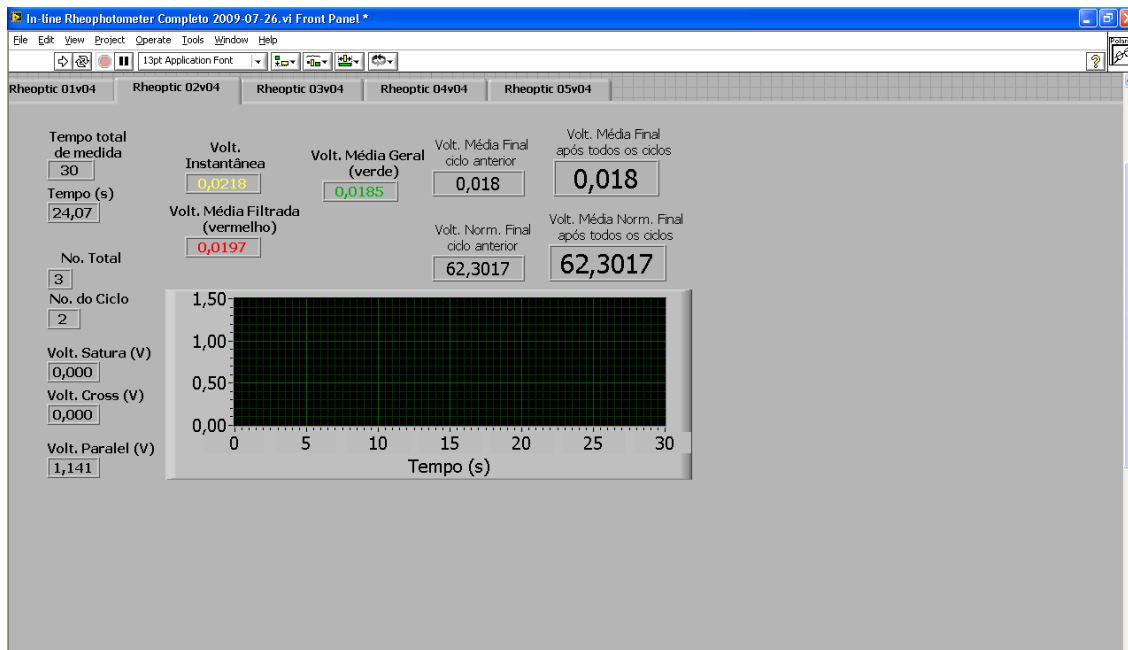 In-line Rheophotometer Completo 2009-07-26.vi Front Panel *
File Edit View Project Operate Tools Window Help
13pt Application Font
Rheoptic 01v04
Rheoptic 02v04
Rheoptic 03v04
Rheoptic 04v04
Rheoptic 05v04
Tempo total
de medida
30
Tempo (s)
24,07
Volt.
Instantânea
0,0218
Volt. Média Geral
(verde)
0,0185
Volt. Média Filtrada
(vermelho)
0,0197
Volt. Média Final
ciclo anterior
0,018
Volt. Média Final
após todos os ciclos
0,018
Volt. Norm. Final
ciclo anterior
62,3017
Volt. Média Norm. Final
após todos os ciclos
62,3017
No. Total
3
No. do Ciclo
2
Volt. Satura (V)
0,000
Volt. Cross (V)
0,000
Volt. Paralel (V)
1,141
1,50
1,00
0,50
0,00
0 5 10 15 20 25 30
Tempo (s)